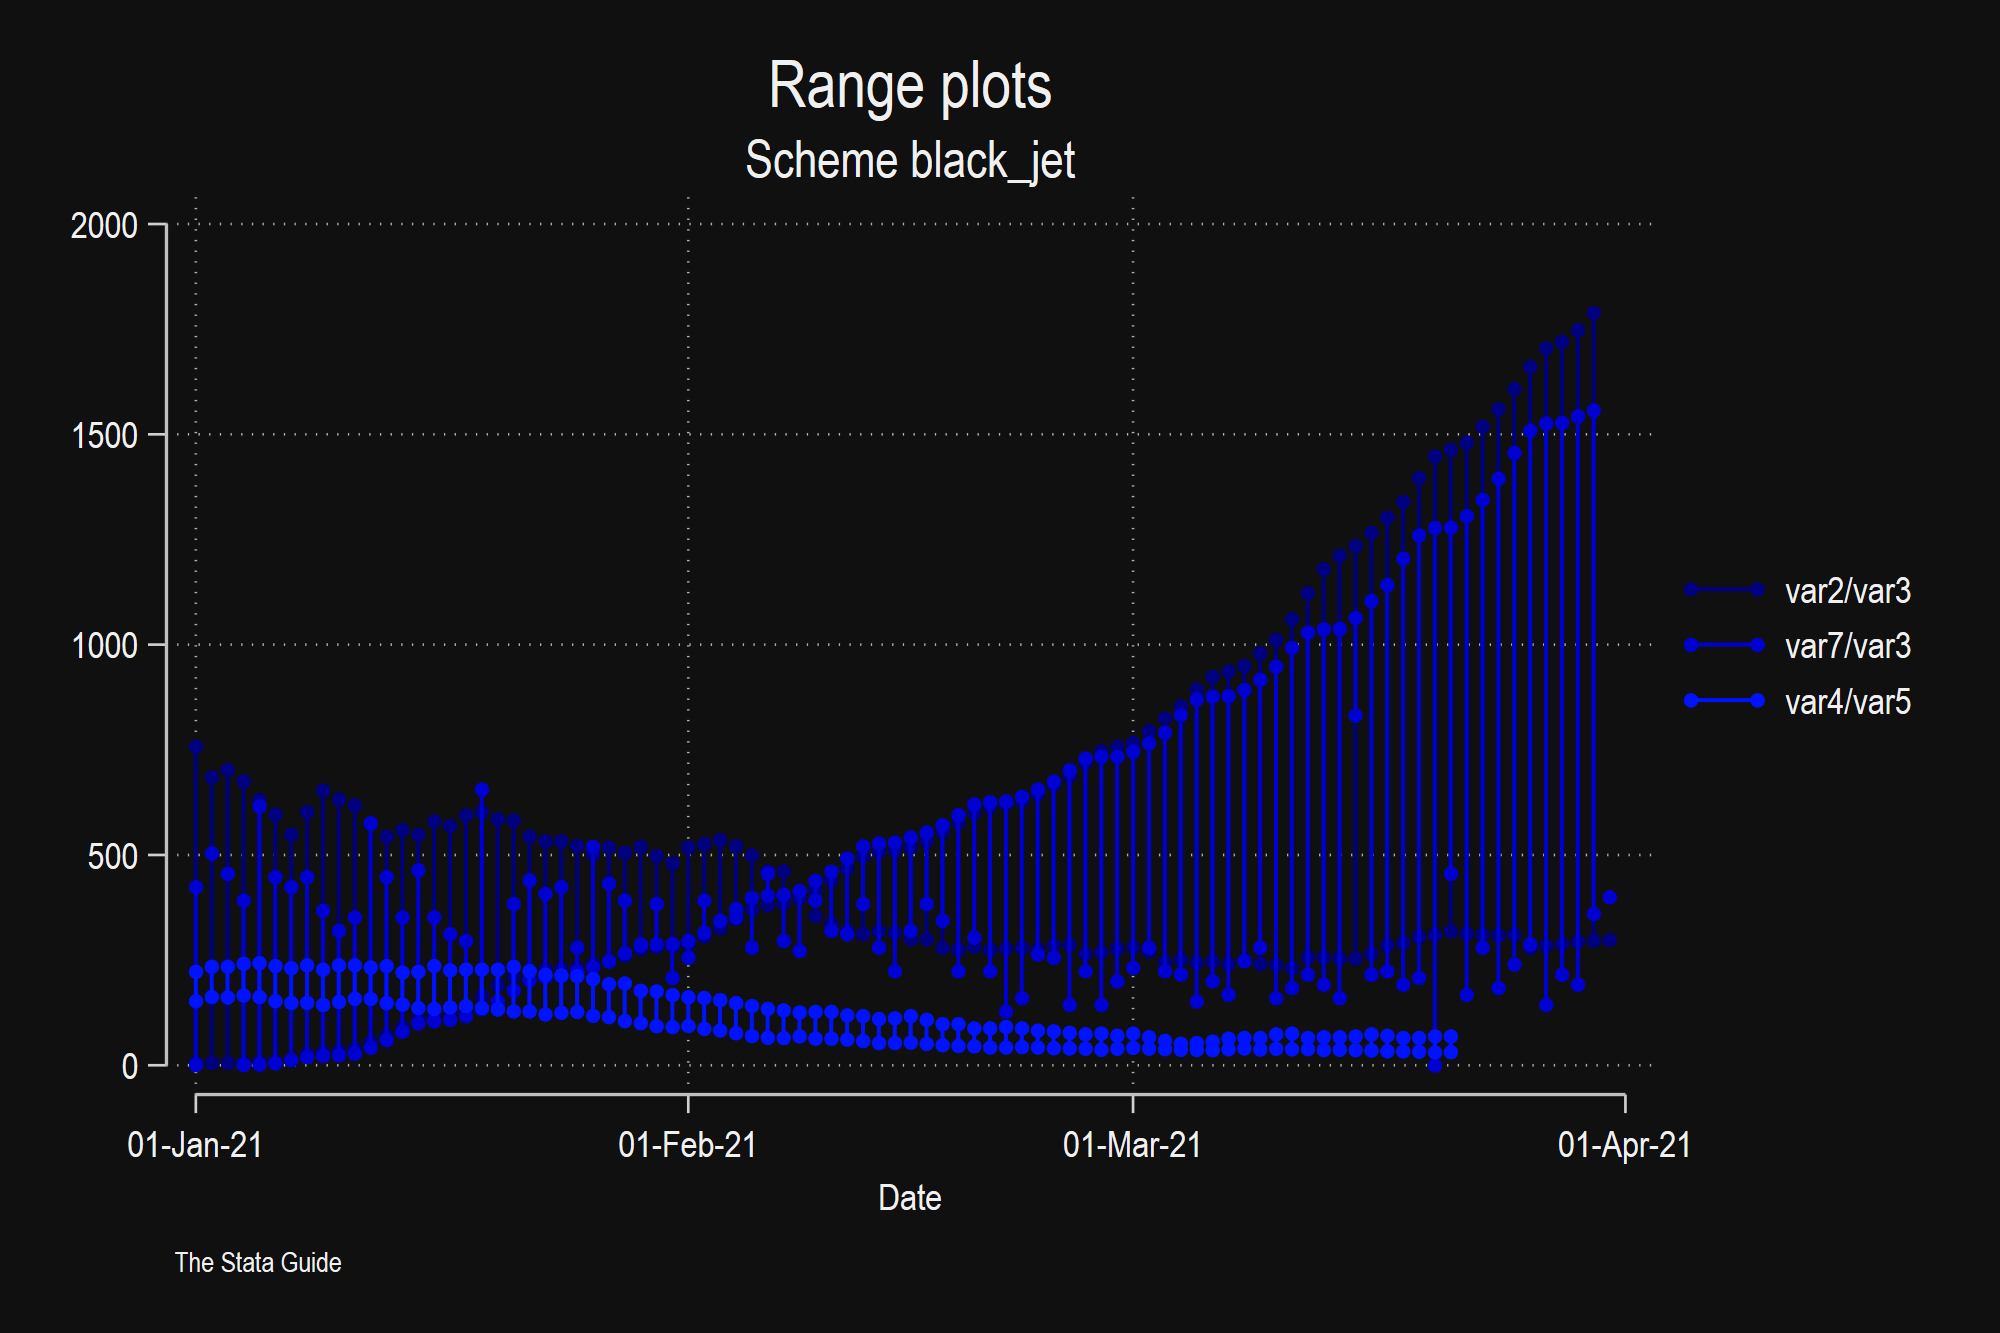 Range plots
Scheme black_jet
2000
1500
1000
500
0
var2/var3
var7/var3
var4/var5
01-Jan-21
01-Feb-21
01-Mar-21
01-Apr-21
Date
The Stata Guide